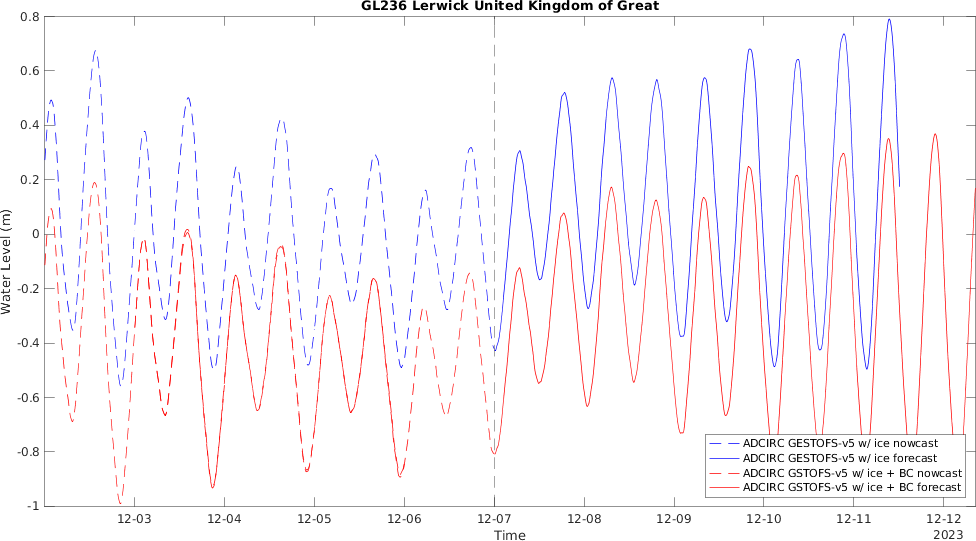 GL236 Lerwick United Kingdom of Great
0.8
0.6
0.4
0.2
0
-0.2
-0.4
-0.6
-0.8
-1
Water Level (m)
ADCIRC GESTOFS-v5 w/ ice nowcast
ADCIRC GESTOFS-v5 w/ ice forecast
ADCIRC GSTOFS-v5 w/ ice + BC nowcast
ADCIRC GSTOFS-v5 w/ ice + BC forecast
12-03 12-04 12-05 12-06 12-07 12-08 12-09 12-10 12-11 12-12
Time 2023